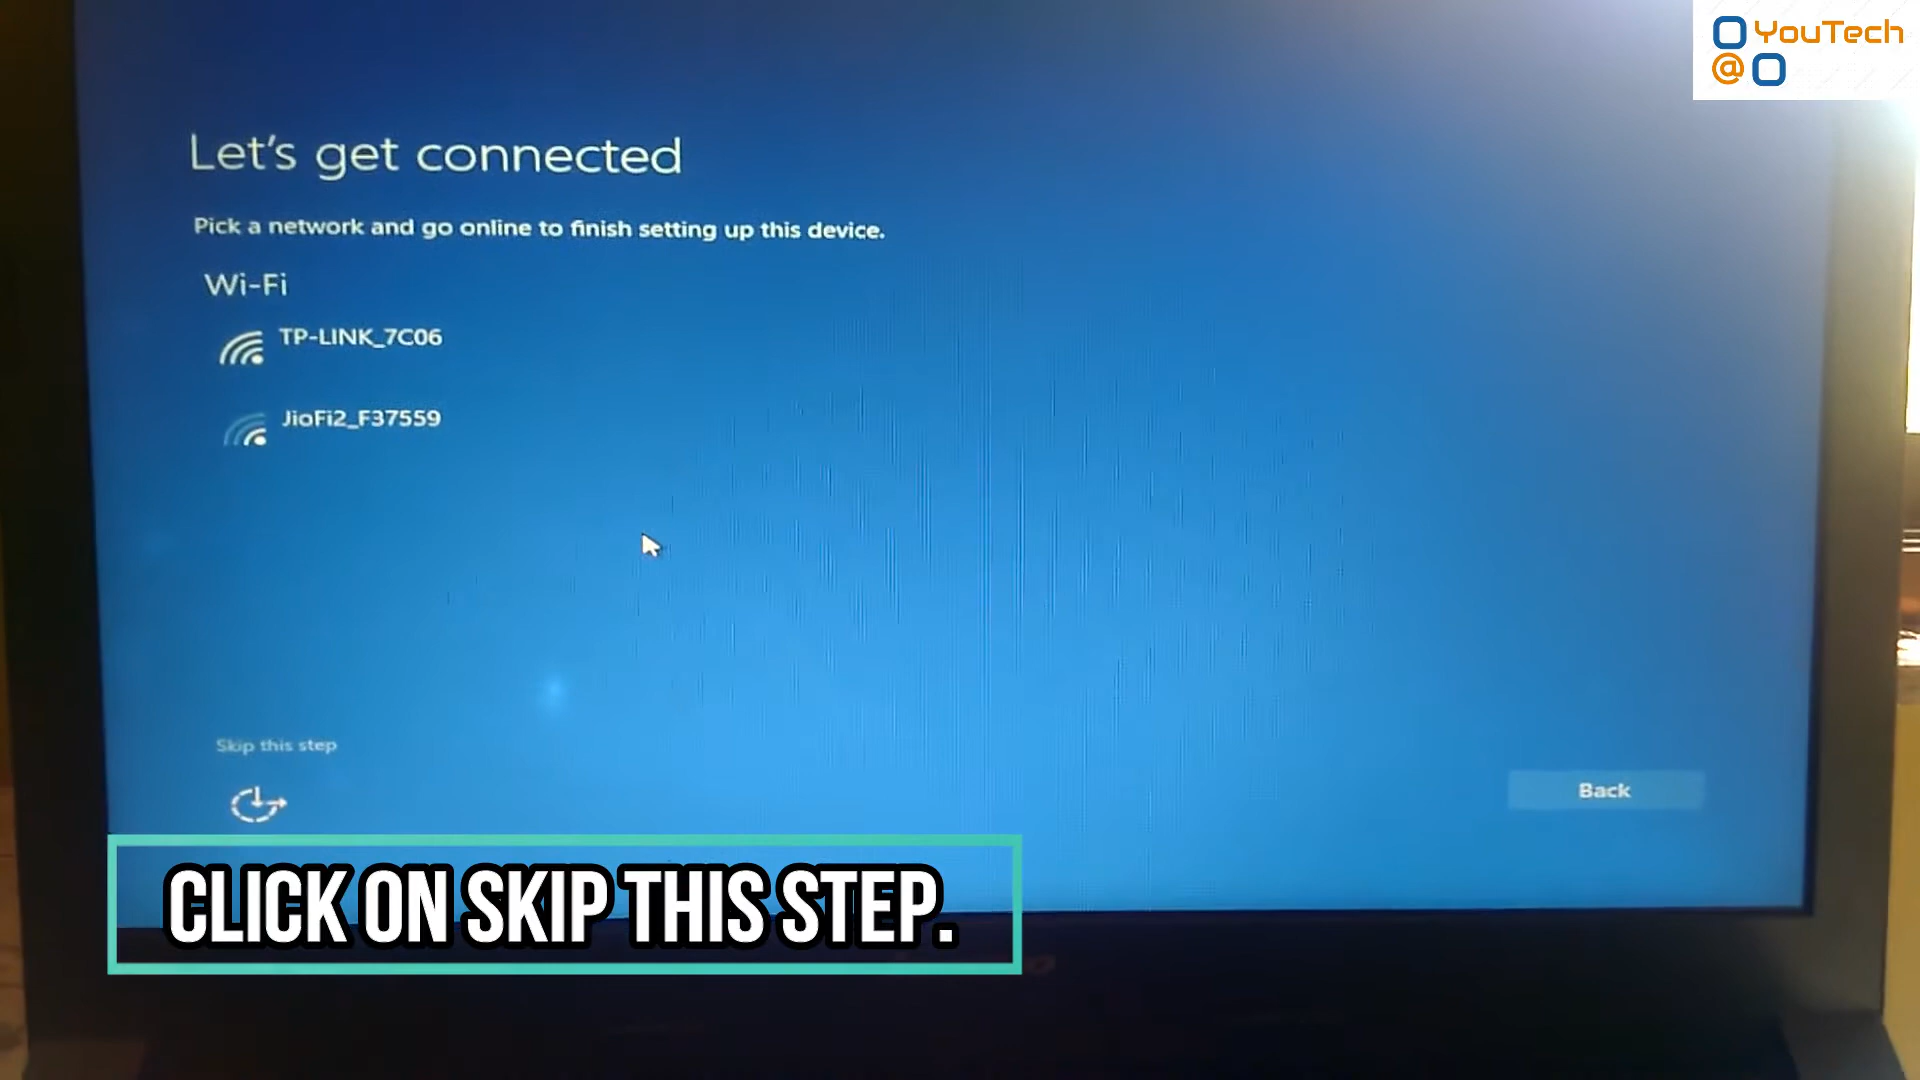 YouTech
@
Let's get connected
Pick a network and go online to finish setting up this device.
Wi-Fi
TP-LINK_7C06
JioFi2_F37559
Skip this step
Back
CLICK ON SKIP THIS STEP.